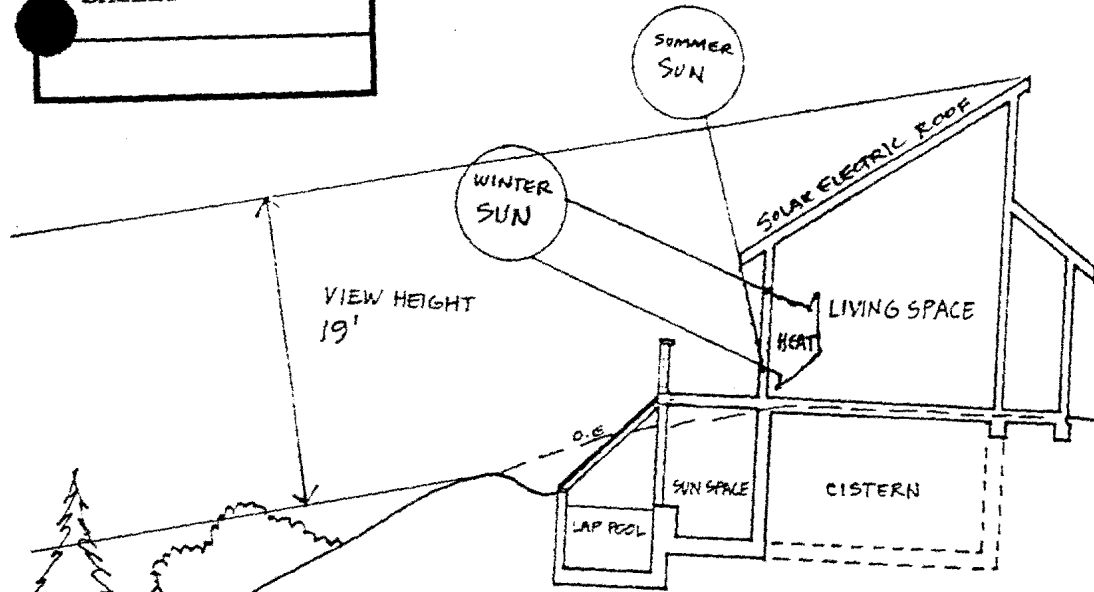 SUMMER
SUN
WINTER
SUN
SOLAR ELECTRIC ROOF
VIEW HEIGHT
19'
LIVING SPACE
HEAT
O.E
SUN SPACE
CISTERN
LAP POOL